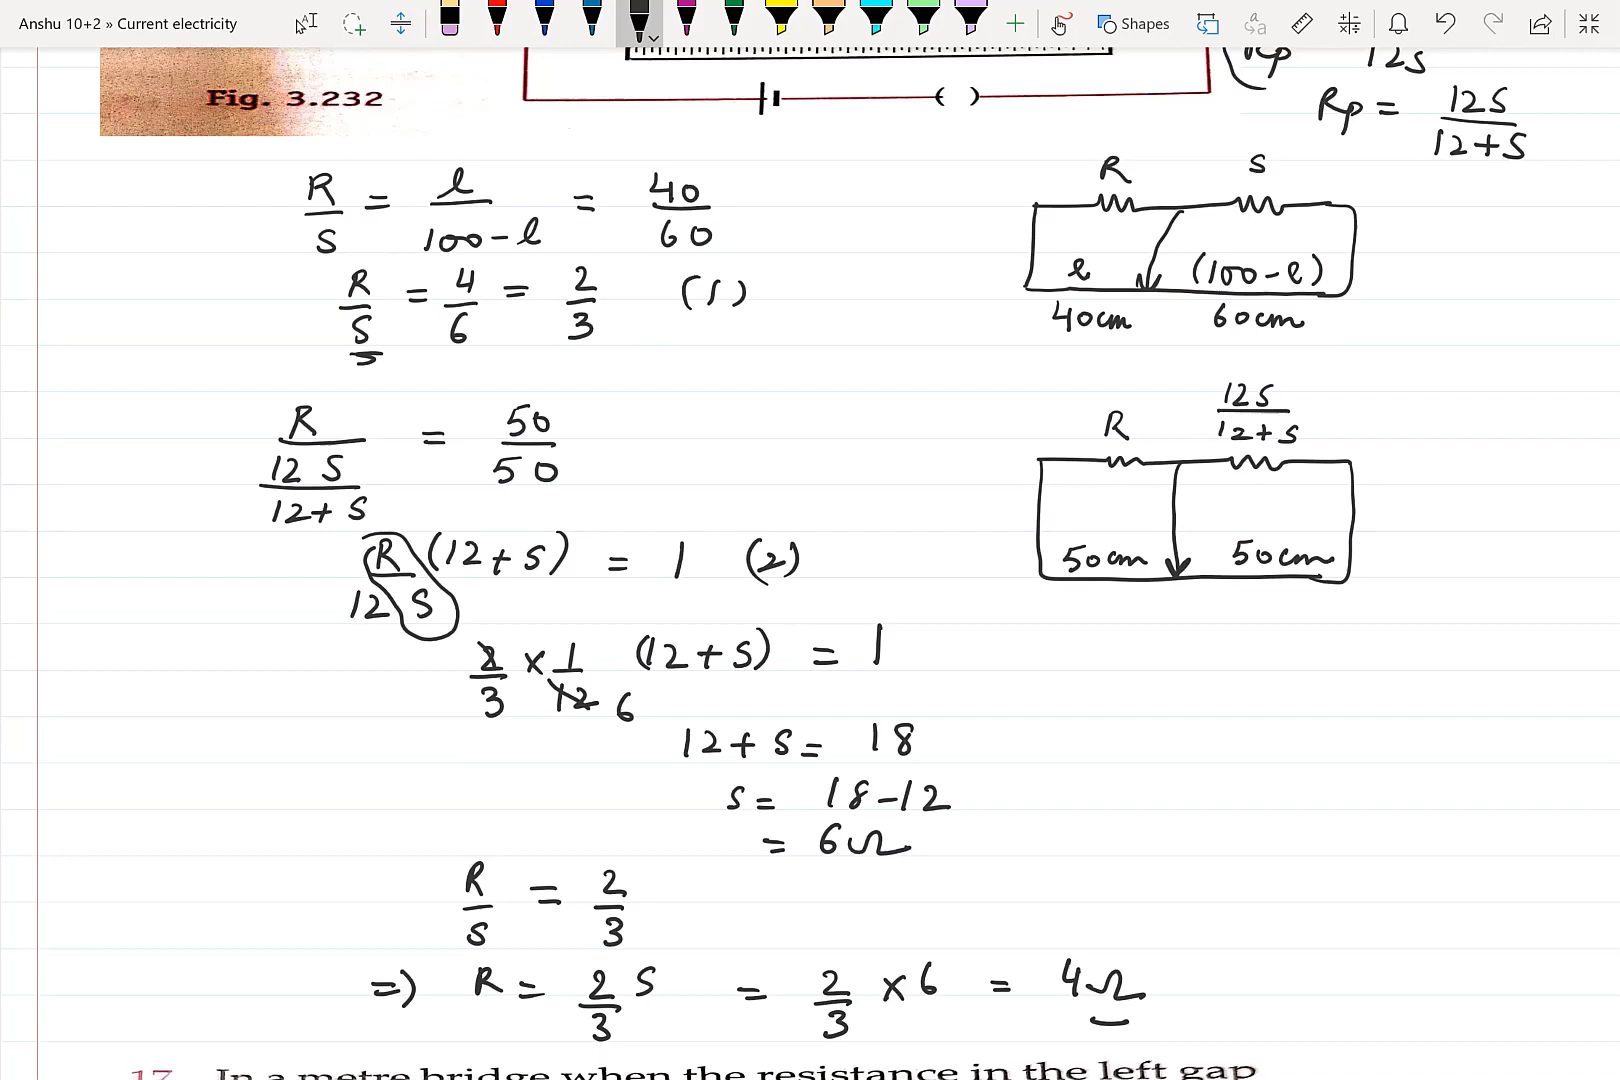 Anshu 10+2 » Current electricity
Shapes
Fig. 3.232
Rp 12S
Rp = 12S/(12+S)
R/S = l/(100-l) = 40/60
R/S = 4/6 = 2/3 (1)
R S
l (100-l)
40cm 60cm
R/(12S/(12+S)) = 50/50
R 12S/(12+S)
50cm 50cm
R/12S (12+S) = 1 (2)
2/3 × 1/12 6 (12+S) = 1
12+S = 18
S = 18-12
= 6Ω
R/S = 2/3
=) R = 2/3 S = 2/3 × 6 = 4Ω
17. In a metre bridge when the resistance in the left gap